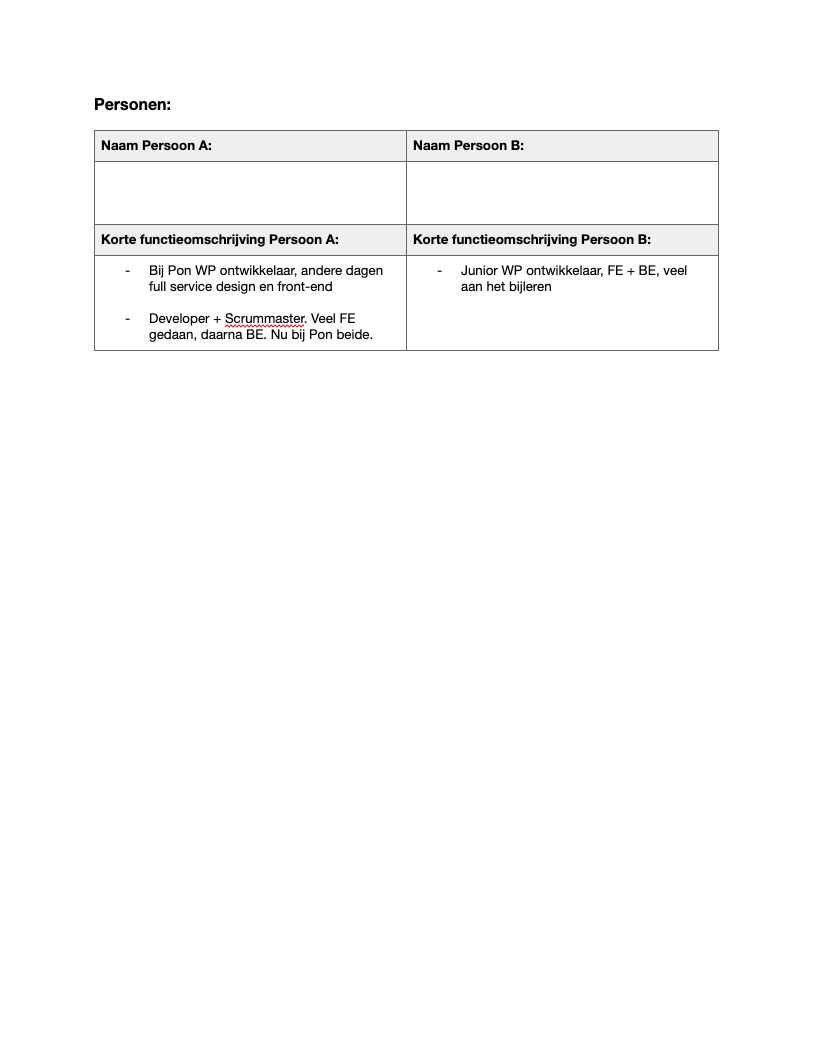 Personen:
Naam Persoon A:
Naam Persoon B:
Korte functieomschrijving Persoon A:
Korte functieomschrijving Persoon B:
- Bij Pon WP ontwikkelaar, andere dagen
full service design en front-end
- Developer + Scrummaster. Veel FE
gedaan, daarna BE. Nu bij Pon beide.
- Junior WP ontwikkelaar, FE + BE, veel
aan het bijleren